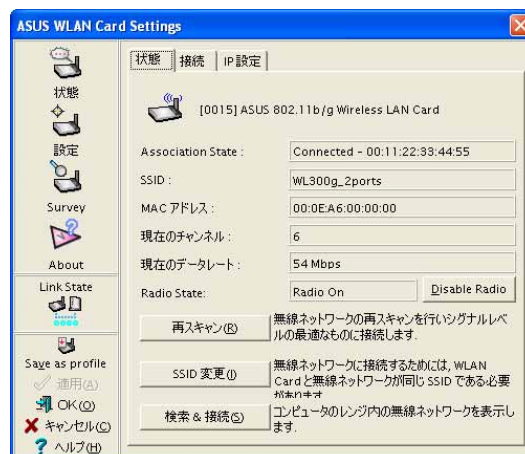 ASUS WLAN Card Settings
状態
設定
Survey
About
Link State
Save as profile
適用(A)
OK(O)
キャンセル(C)
ヘルプ(H)
状態 接続 IP設定
[0015] ASUS 802.11b/g Wireless LAN Card
Association State : Connected - 00:11:22:33:44:55
SSID : WL300g_2ports
MAC アドレス : 00:0E:A6:00:00:00
現在のチャンネル : 6
現在のデータレート : 54 Mbps
Radio State: Radio On Disable Radio
再スキャン(R)
無線ネットワークの再スキャンを行いシグナルレベ
ルの最適なものに接続します.
SSID 変更(I)
無線ネットワークに接続するためには, WLAN
Cardと無線ネットワークが同じ SSID である必要
があります.
検索 & 接続(S)
コンピュータのレンジ内の無線ネットワークを表示し
ます.